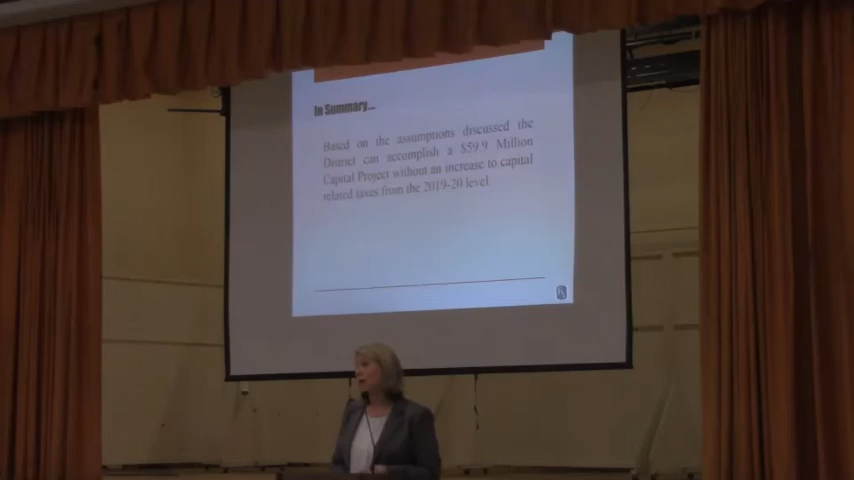 In Summary...
Based on the assumptions discussed the
District can accomplish a $59.9 Million
Capital Project without an increase to capital
related taxes from the 2019-20 level